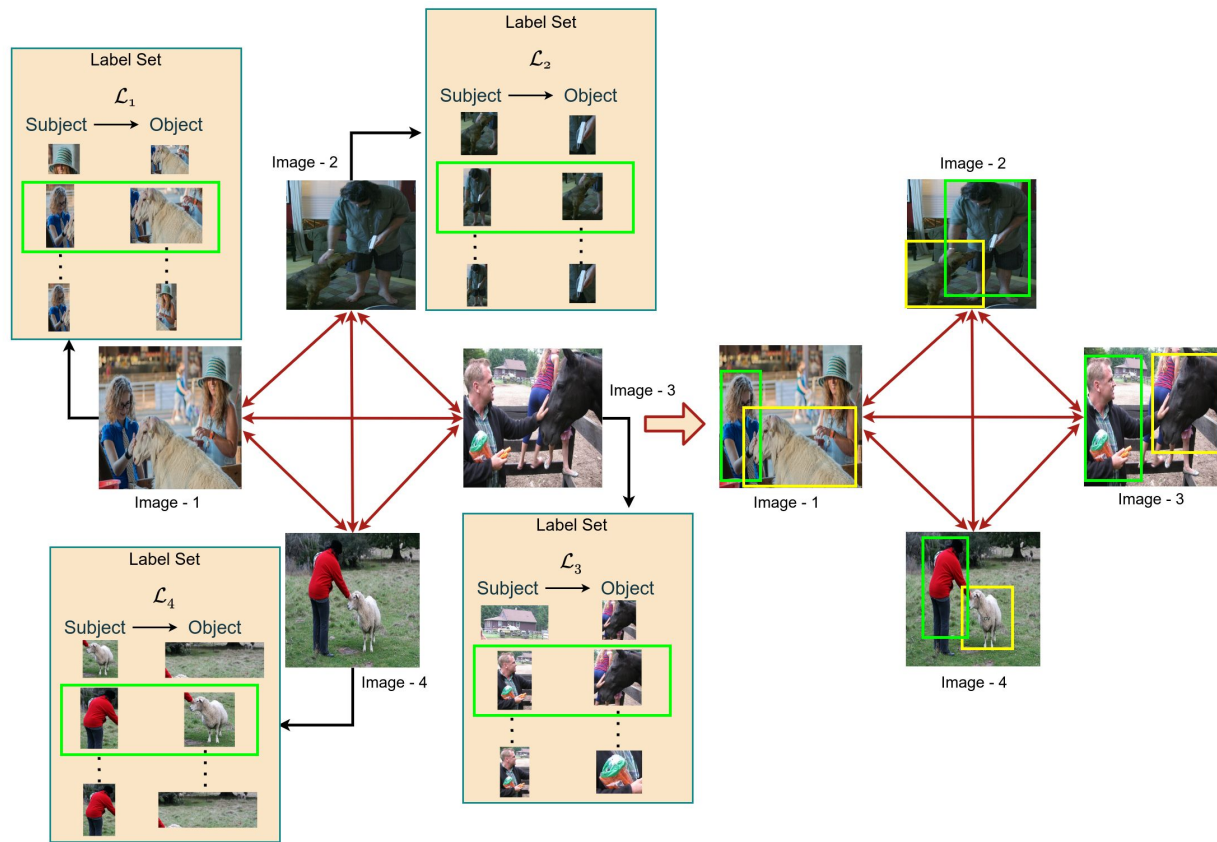 Label Set
ℒ₁
Subject Object
Label Set
ℒ₂
Subject Object
Image - 2
Image - 1
Image - 3
Label Set
ℒ₃
Subject Object
Label Set
ℒ₄
Subject Object
Image - 4
Image - 2
Image - 1
Image - 3
Image - 4